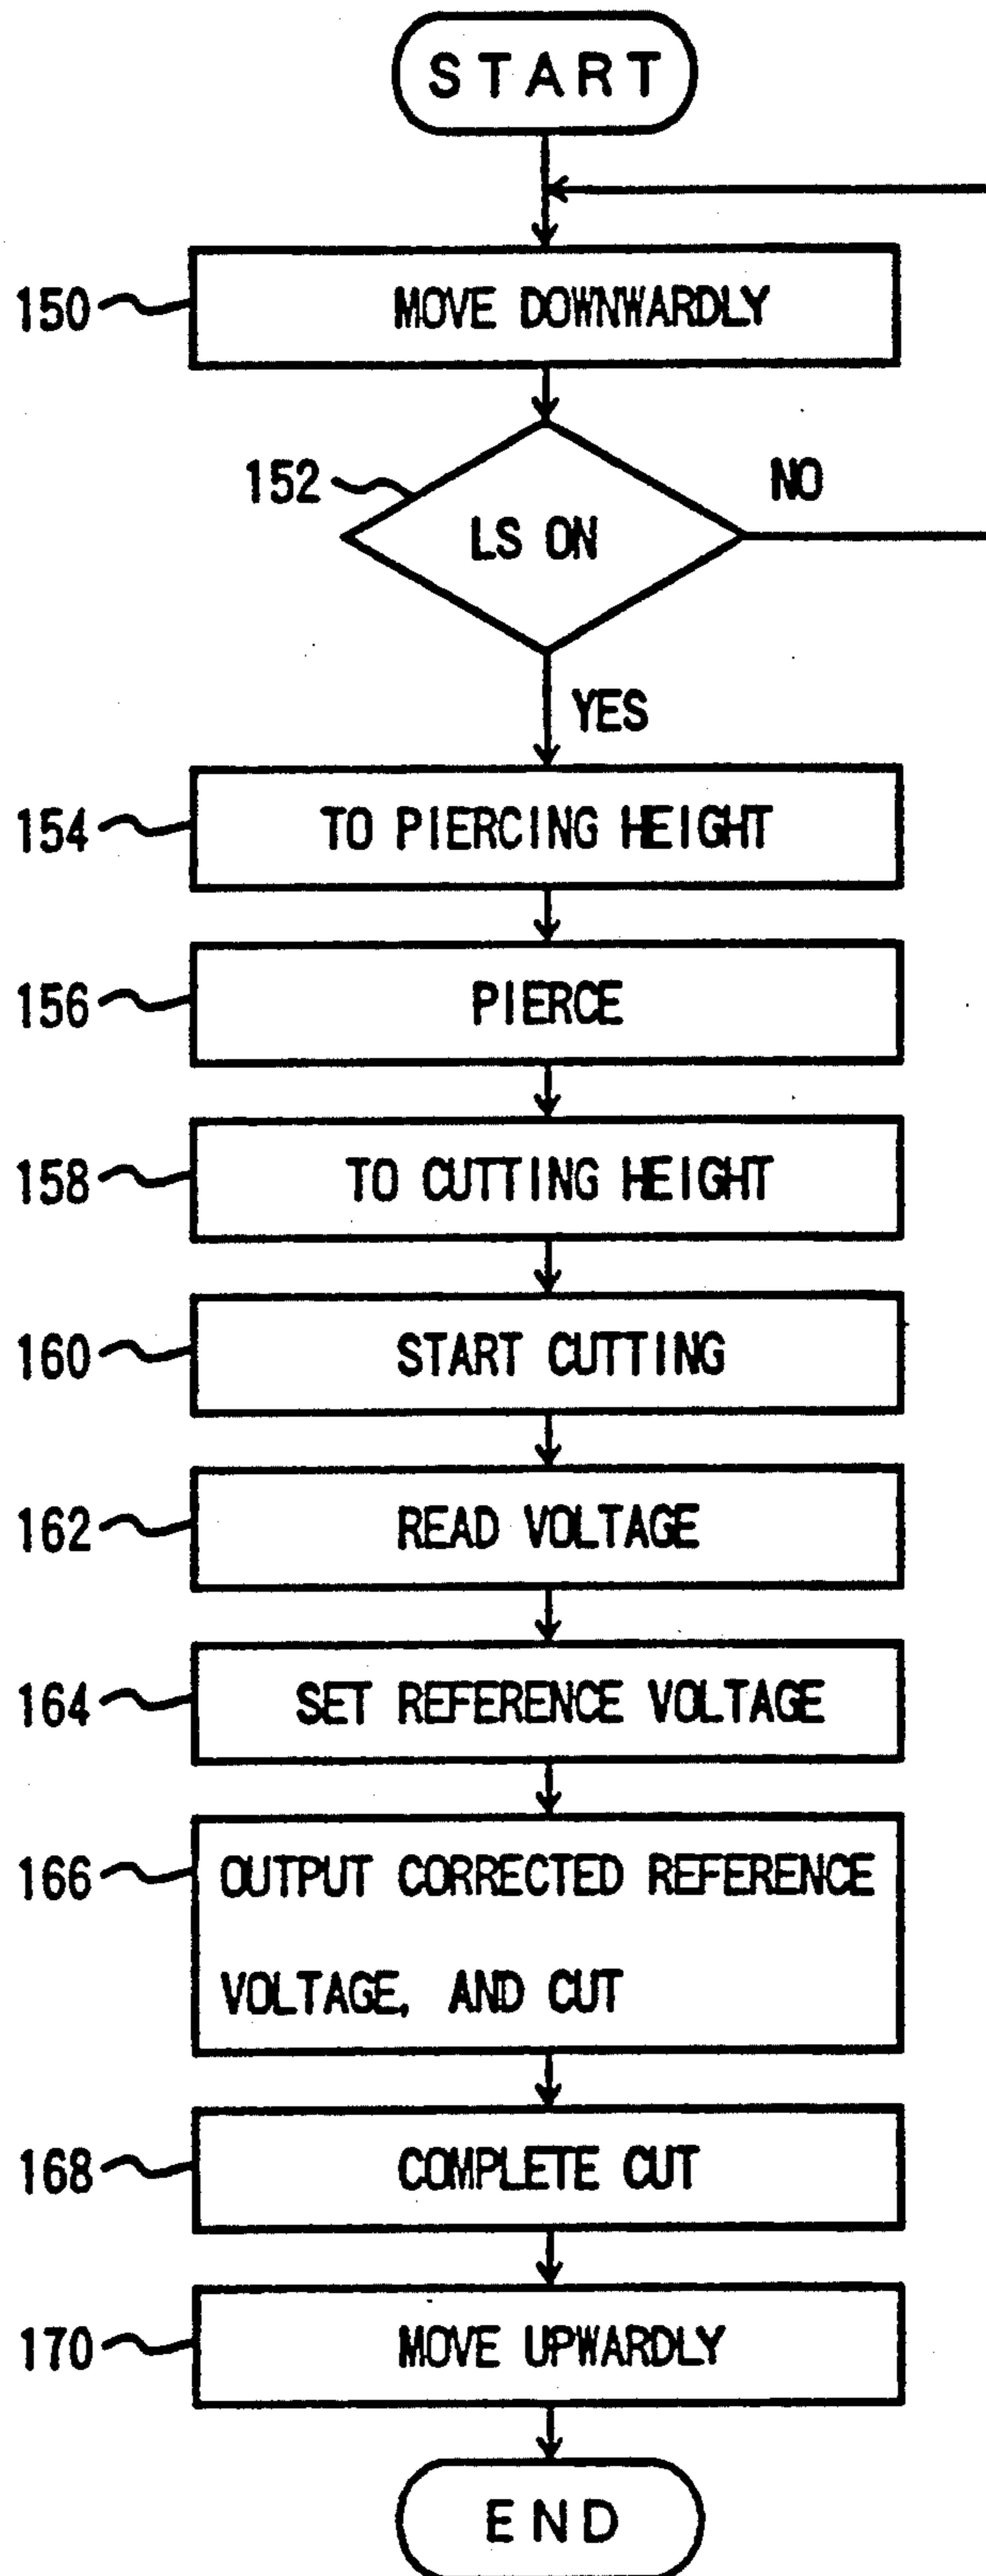 START
150
MOVE DOWNWARDLY
152
LS ON
NO
YES
154
TO PIERCING HEIGHT
156
PIERCE
158
TO CUTTING HEIGHT
160
START CUTTING
162
READ VOLTAGE
164
SET REFERENCE VOLTAGE
166
OUTPUT CORRECTED REFERENCE
VOLTAGE, AND CUT
168
COMPLETE CUT
170
MOVE UPWARDLY
END